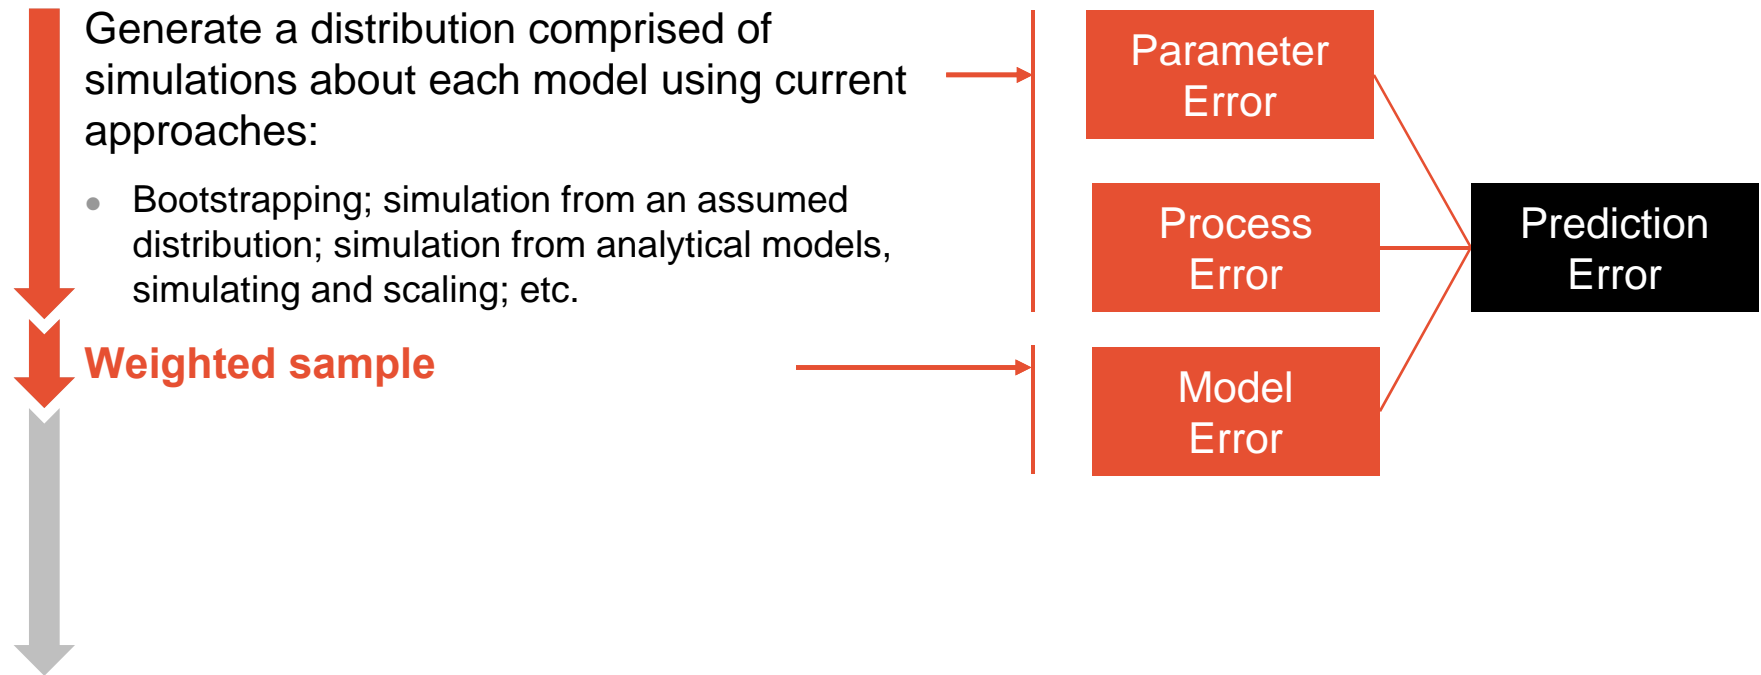 Generate a distribution comprised of
simulations about each model using current
approaches:
● Bootstrapping; simulation from an assumed
distribution; simulation from analytical models,
simulating and scaling; etc.
Weighted sample
Parameter
Error
Process
Error
Model
Error
Prediction
Error